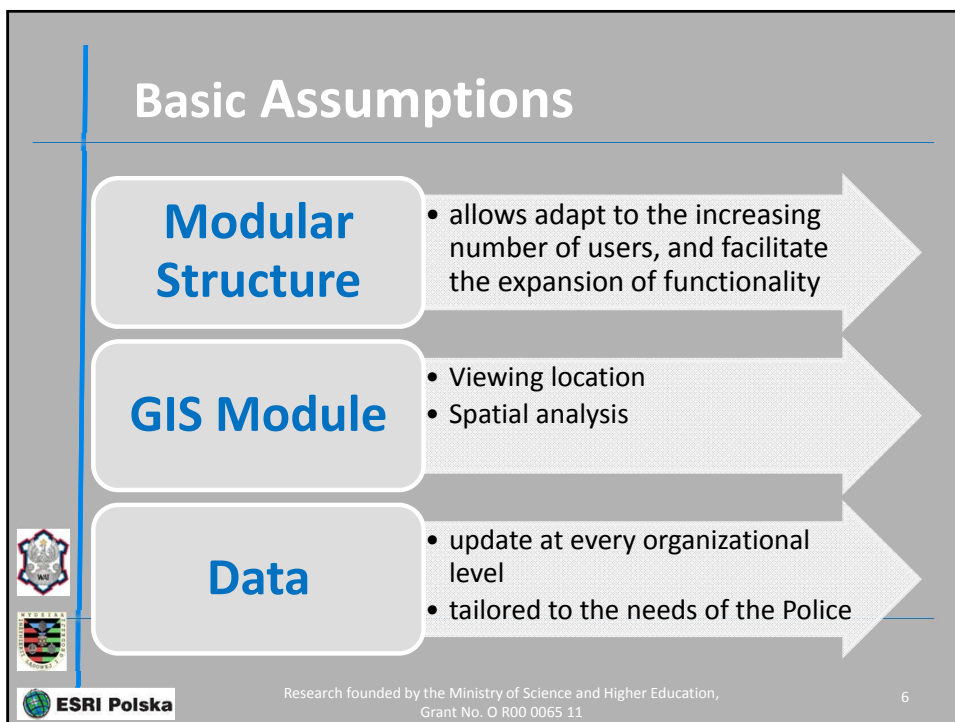 Basic Assumptions
Modular
Structure
• allows adapt to the increasing
number of users, and facilitate
the expansion of functionality
GIS Module
• Viewing location
• Spatial analysis
Data
• update at every organizational
level
• tailored to the needs of the Police
WAT
ESRI Polska
Research founded by the Ministry of Science and Higher Education,
Grant No. O R00 0065 11
6